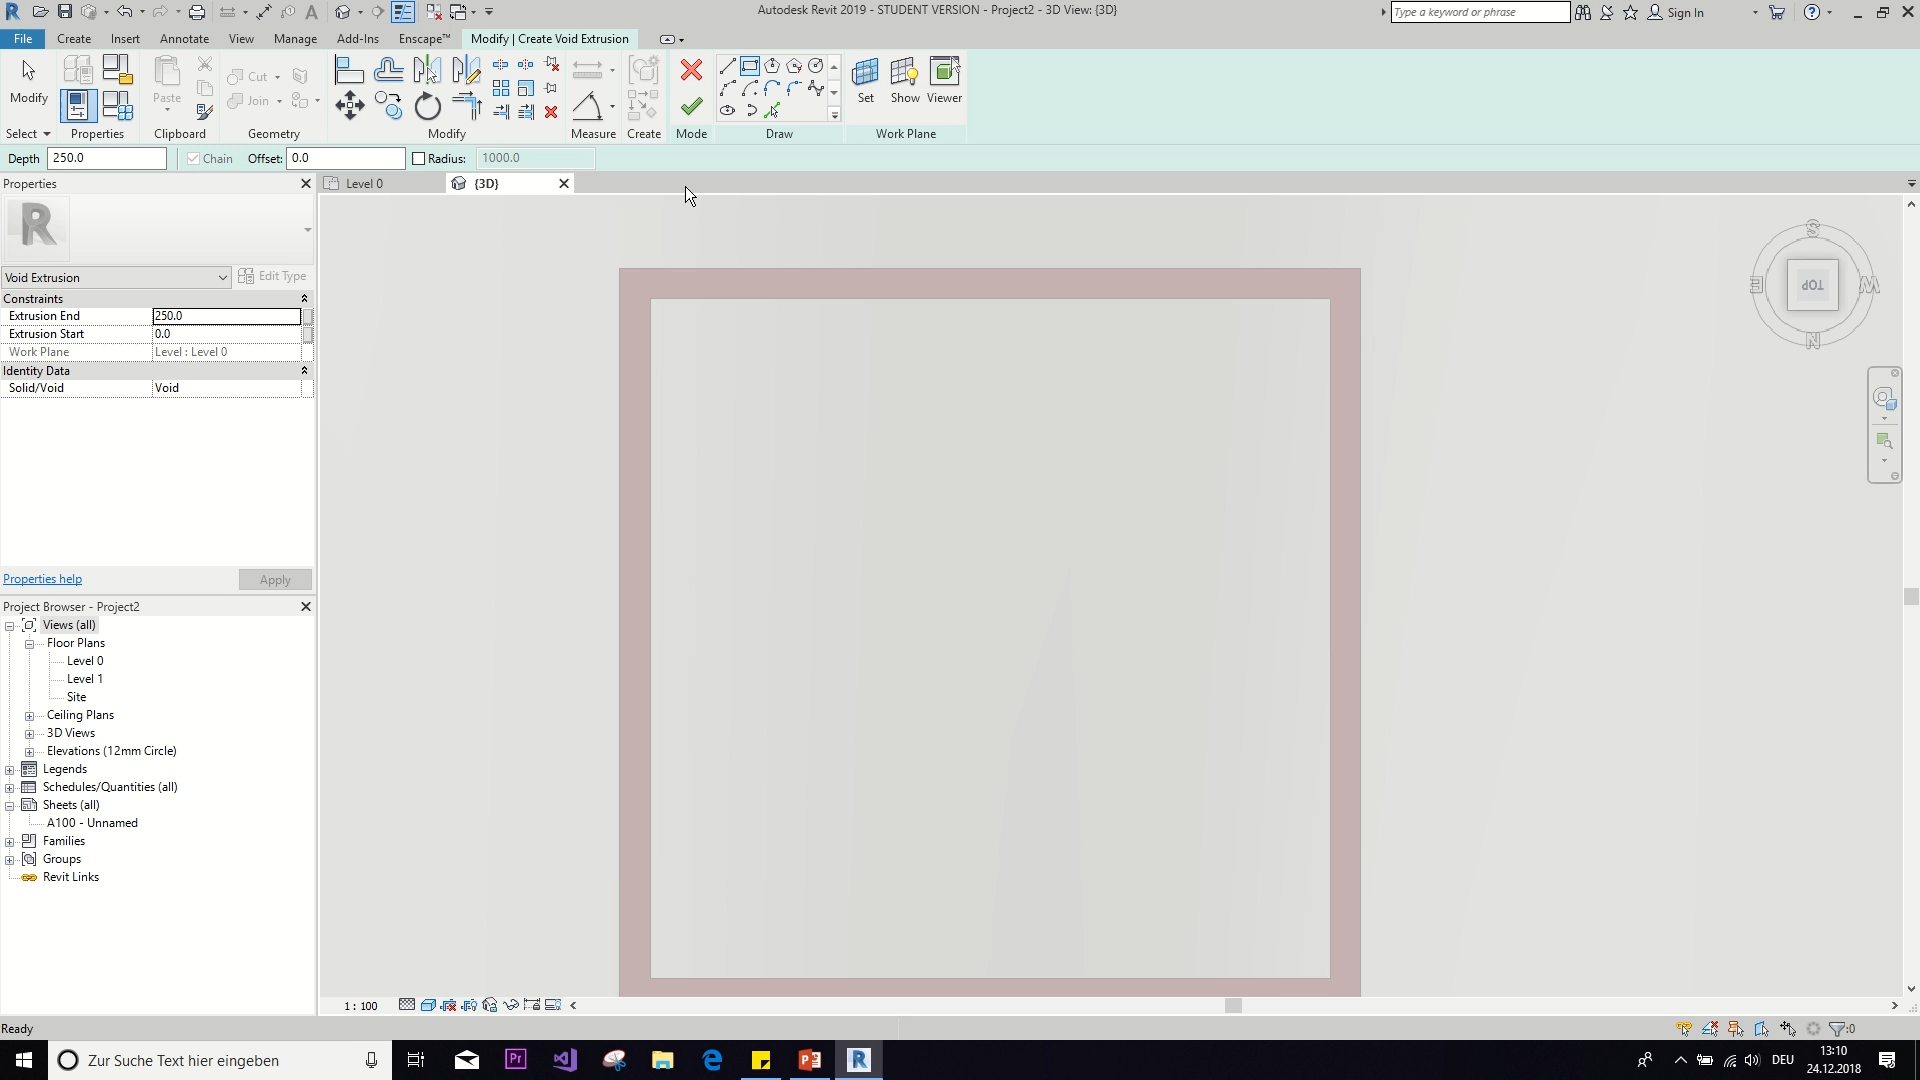 Autodesk Revit 2019 - STUDENT VERSION - Project2 - 3D View: {3D}
Type a keyword or phrase
Sign In
File Create Insert Annotate View Manage Add-Ins Enscape™ Modify | Create Void Extrusion
Modify Paste Cut Join Set Show Viewer
Select Properties Clipboard Geometry Modify Measure Create Mode Draw Work Plane
Depth 250.0 Chain Offset: 0.0 Radius: 1000.0
Properties
Level 0 {3D}
R
Void Extrusion Edit Type
Constraints
Extrusion End 250.0
Extrusion Start 0.0
Work Plane Level : Level 0
Identity Data
Solid/Void Void
Properties help Apply
S
E TOP W
N
Project Browser - Project2
Views (all)
Floor Plans
Level 0
Level 1
Site
Ceiling Plans
3D Views
Elevations (12mm Circle)
Legends
Schedules/Quantities (all)
Sheets (all)
A100 - Unnamed
Families
Groups
Revit Links
1 : 100
Ready
:0
Zur Suche Text hier eingeben
Pr
R
DEU
13:10
24.12.2018